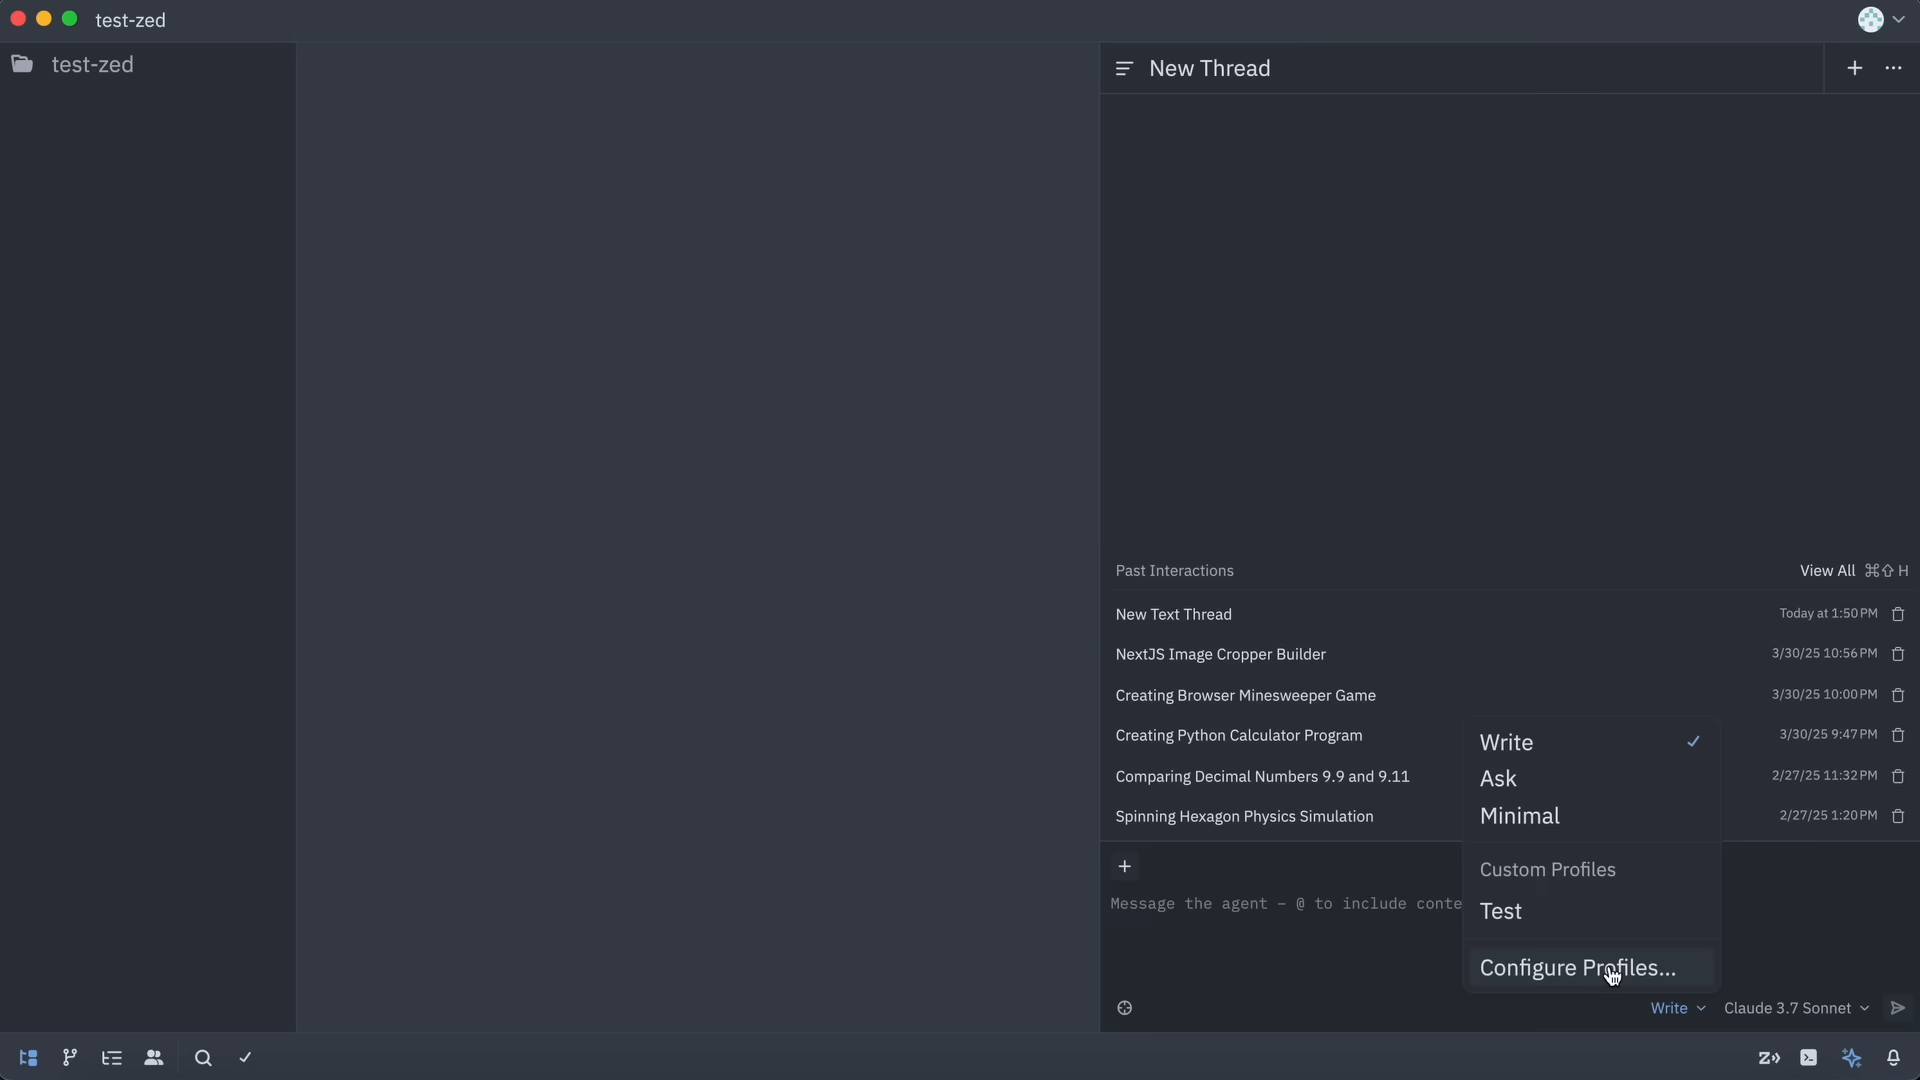 test-zed
test-zed
New Thread
Past Interactions
View All ⌘⇧ H
New Text Thread
Today at 1:50 PM
NextJS Image Cropper Builder
3/30/25 10:56 PM
Creating Browser Minesweeper Game
3/30/25 10:00 PM
Creating Python Calculator Program
3/30/25 9:47 PM
Comparing Decimal Numbers 9.9 and 9.11
2/27/25 11:32 PM
Spinning Hexagon Physics Simulation
2/27/25 1:20 PM
Write
Ask
Minimal
Custom Profiles
Test
Configure Profiles...
Message the agent – @ to include conte
Write
Claude 3.7 Sonnet